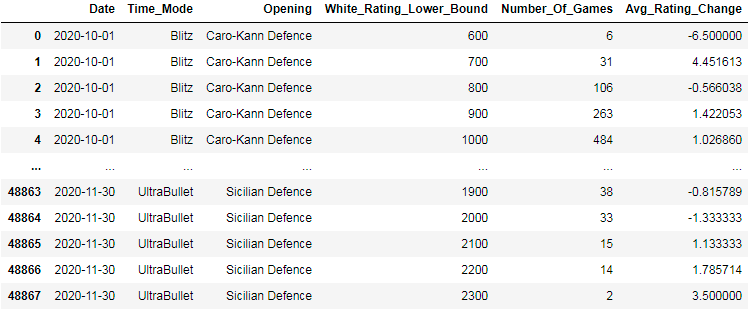 Date Time_Mode Opening White_Rating_Lower_Bound Number_Of_Games Avg_Rating_Change
0 2020-10-01 Blitz Caro-Kann Defence 600 6 -6.500000
1 2020-10-01 Blitz Caro-Kann Defence 700 31 4.451613
2 2020-10-01 Blitz Caro-Kann Defence 800 106 -0.566038
3 2020-10-01 Blitz Caro-Kann Defence 900 263 1.422053
4 2020-10-01 Blitz Caro-Kann Defence 1000 484 1.026860
... ... ... ... ... ... ...
48863 2020-11-30 UltraBullet Sicilian Defence 1900 38 -0.815789
48864 2020-11-30 UltraBullet Sicilian Defence 2000 33 -1.333333
48865 2020-11-30 UltraBullet Sicilian Defence 2100 15 1.133333
48866 2020-11-30 UltraBullet Sicilian Defence 2200 14 1.785714
48867 2020-11-30 UltraBullet Sicilian Defence 2300 2 3.500000